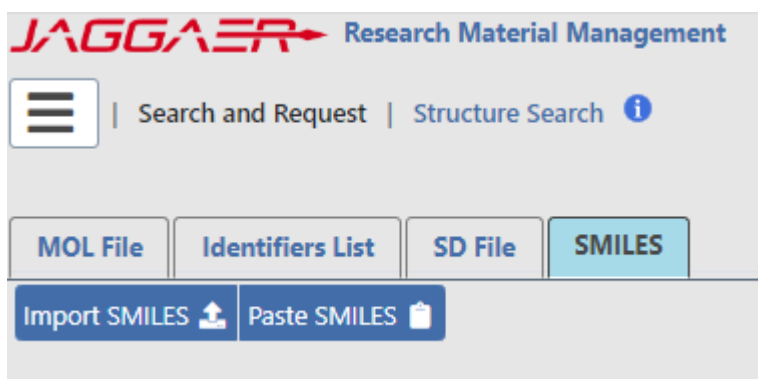 JAGGAER Research Material Management
| Search and Request | Structure Search i
MOL File Identifiers List SD File SMILES
Import SMILES Paste SMILES